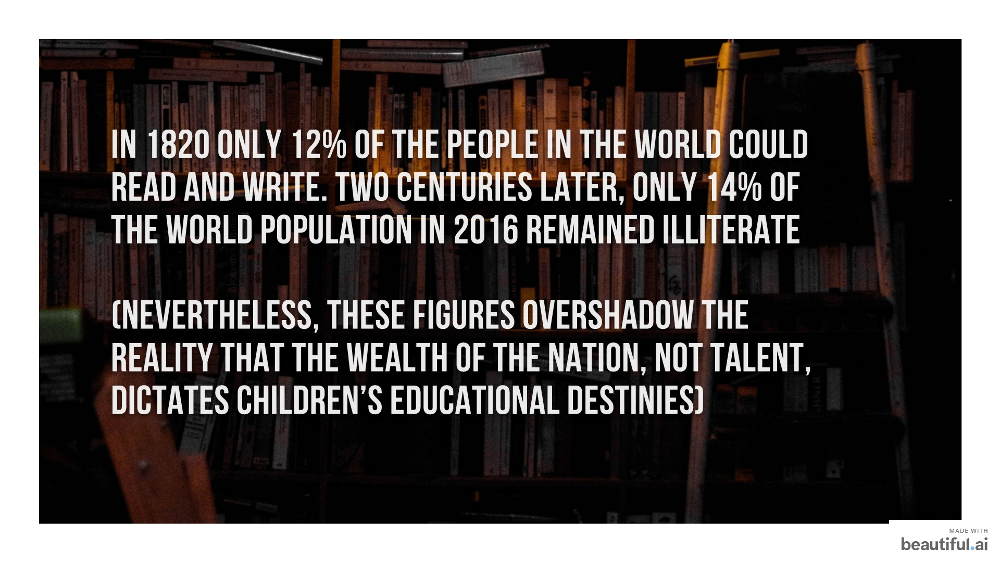 IN 1820 ONLY 12% OF THE PEOPLE IN THE WORLD COULD
READ AND WRITE. TWO CENTURIES LATER, ONLY 14% OF
THE WORLD POPULATION IN 2016 REMAINED ILLITERATE
(NEVERTHELESS, THESE FIGURES OVERSHADOW THE
REALITY THAT THE WEALTH OF THE NATION, NOT TALENT,
DICTATES CHILDREN’S EDUCATIONAL DESTINIES)
MADE WITH
beautiful.ai